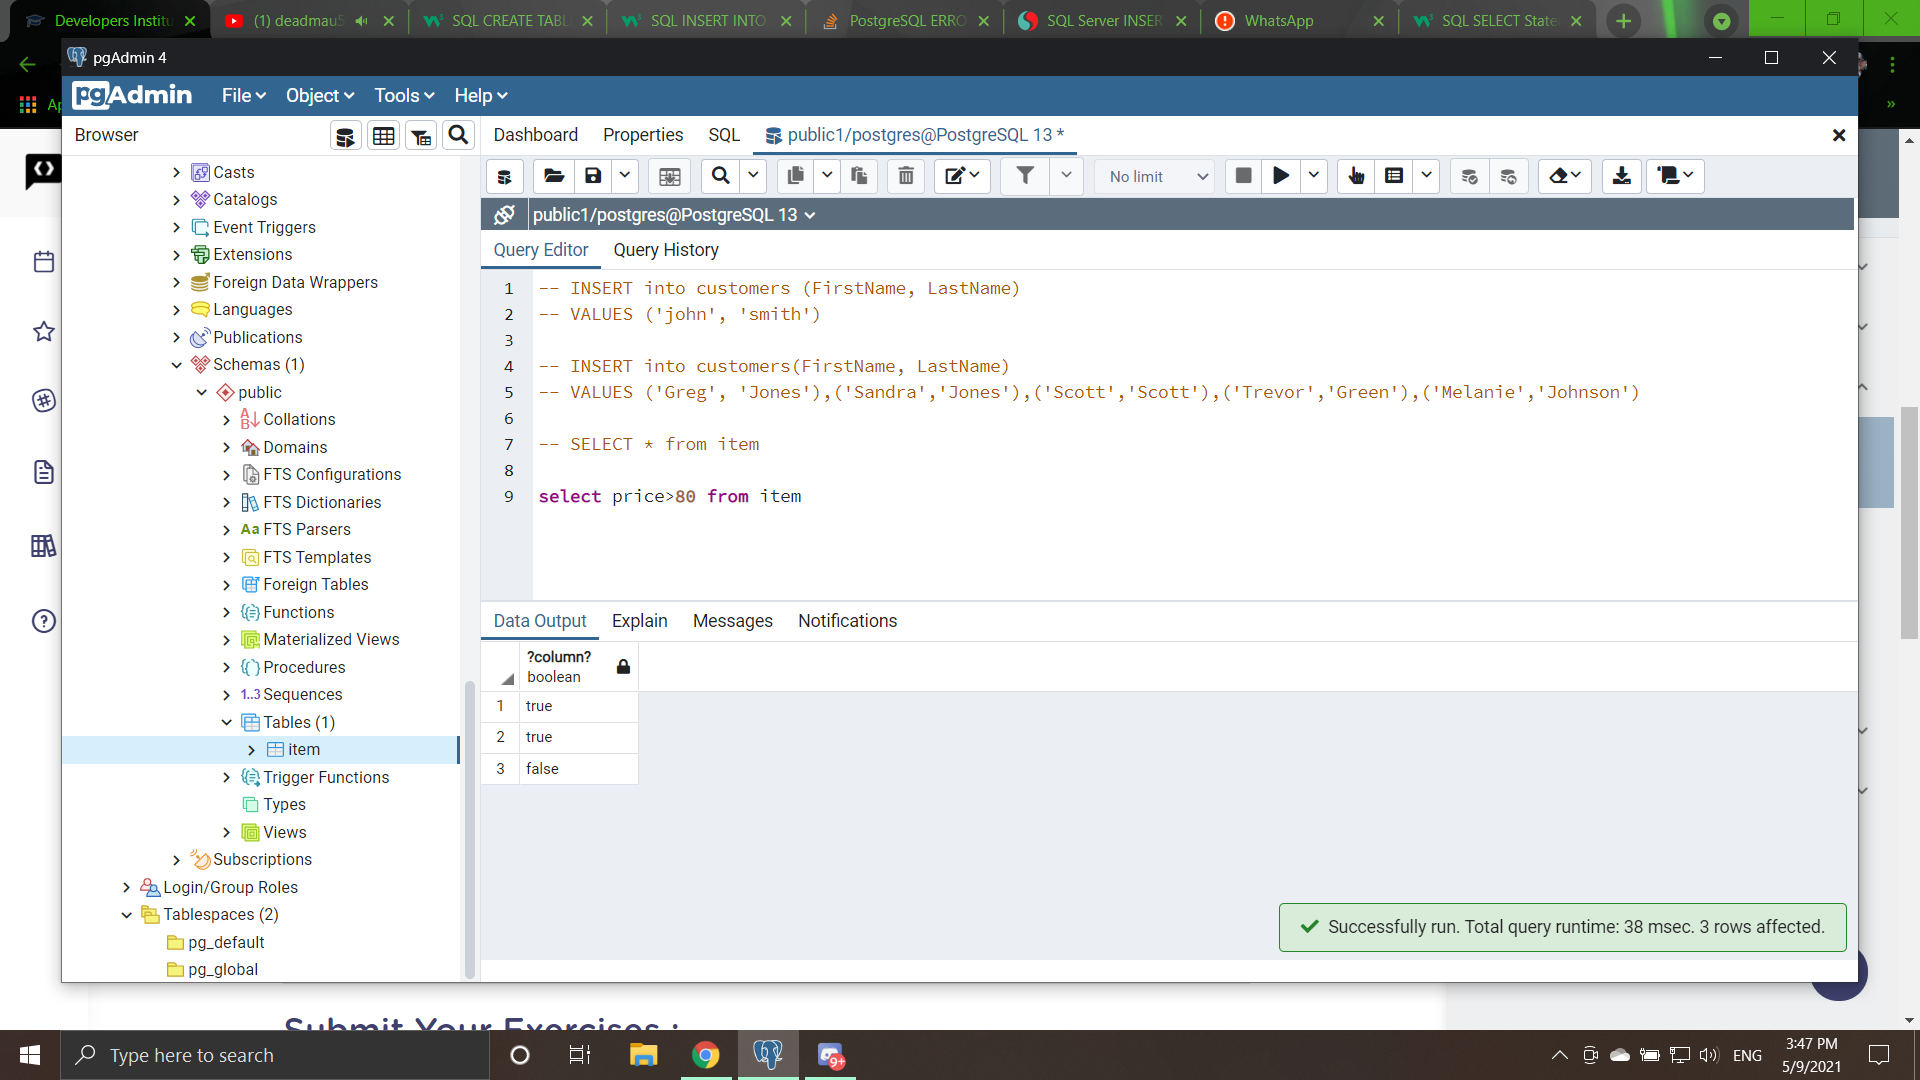 Developers Institu
(1) deadmau5
SQL CREATE TABL
SQL INSERT INTO
PostgreSQL ERRO
SQL Server INSER
WhatsApp
SQL SELECT State
Ap
»
pgAdmin 4
pgAdmin
File
Object
Tools
Help
Browser
Dashboard
Properties
SQL
public1/postgres@PostgreSQL 13 *
No limit
public1/postgres@PostgreSQL 13
Query Editor
Query History
Casts
Catalogs
Event Triggers
Extensions
Foreign Data Wrappers
Languages
Publications
Schemas (1)
public
Collations
Domains
FTS Configurations
FTS Dictionaries
Aa FTS Parsers
FTS Templates
Foreign Tables
Functions
Materialized Views
Procedures
1..3 Sequences
Tables (1)
item
Trigger Functions
Types
Views
Subscriptions
Login/Group Roles
Tablespaces (2)
pg_default
pg_global
1 -- INSERT into customers (FirstName, LastName)
2 -- VALUES ('john', 'smith')
3
4 -- INSERT into customers(FirstName, LastName)
5 -- VALUES ('Greg', 'Jones'),('Sandra','Jones'),('Scott','Scott'),('Trevor','Green'),('Melanie','Johnson')
6
7 -- SELECT * from item
8
9 select price>80 from item
Data Output
Explain
Messages
Notifications
?column?
boolean
1 true
2 true
3 false
Successfully run. Total query runtime: 38 msec. 3 rows affected.
Submit Your Exercises :
Type here to search
9+
ENG
3:47 PM
5/9/2021